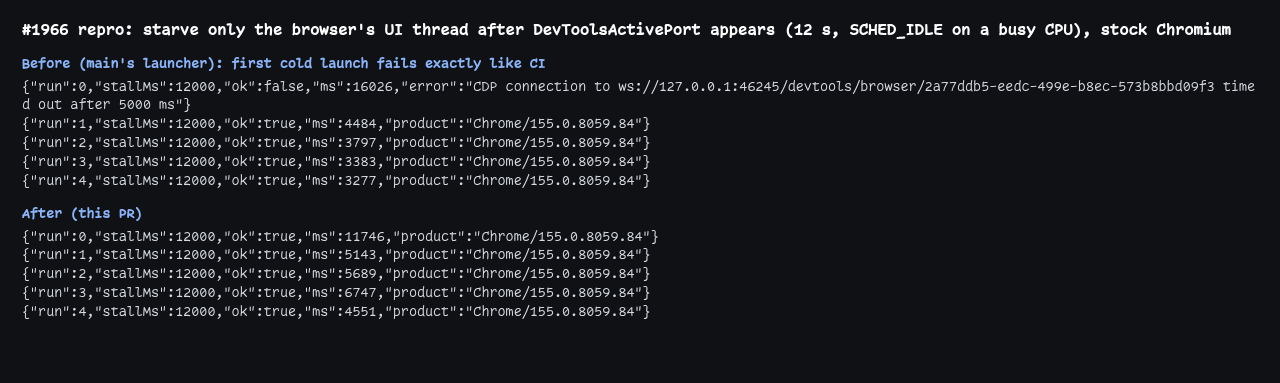 #1966 repro: starve only the browser's UI thread after DevToolsActivePort appears (12 s, SCHED_IDLE on a busy CPU), stock Chromium
Before (main's launcher): first cold launch fails exactly like CI
{"run":0,"stallMs":12000,"ok":false,"ms":16026,"error":"CDP connection to ws://127.0.0.1:46245/devtools/browser/2a77ddb5-eedc-499e-b8ec-573b8bbd09f3 time
d out after 5000 ms"}
{"run":1,"stallMs":12000,"ok":true,"ms":4484,"product":"Chrome/155.0.8059.84"}
{"run":2,"stallMs":12000,"ok":true,"ms":3797,"product":"Chrome/155.0.8059.84"}
{"run":3,"stallMs":12000,"ok":true,"ms":3383,"product":"Chrome/155.0.8059.84"}
{"run":4,"stallMs":12000,"ok":true,"ms":3277,"product":"Chrome/155.0.8059.84"}
After (this PR)
{"run":0,"stallMs":12000,"ok":true,"ms":11746,"product":"Chrome/155.0.8059.84"}
{"run":1,"stallMs":12000,"ok":true,"ms":5143,"product":"Chrome/155.0.8059.84"}
{"run":2,"stallMs":12000,"ok":true,"ms":5689,"product":"Chrome/155.0.8059.84"}
{"run":3,"stallMs":12000,"ok":true,"ms":6747,"product":"Chrome/155.0.8059.84"}
{"run":4,"stallMs":12000,"ok":true,"ms":4551,"product":"Chrome/155.0.8059.84"}